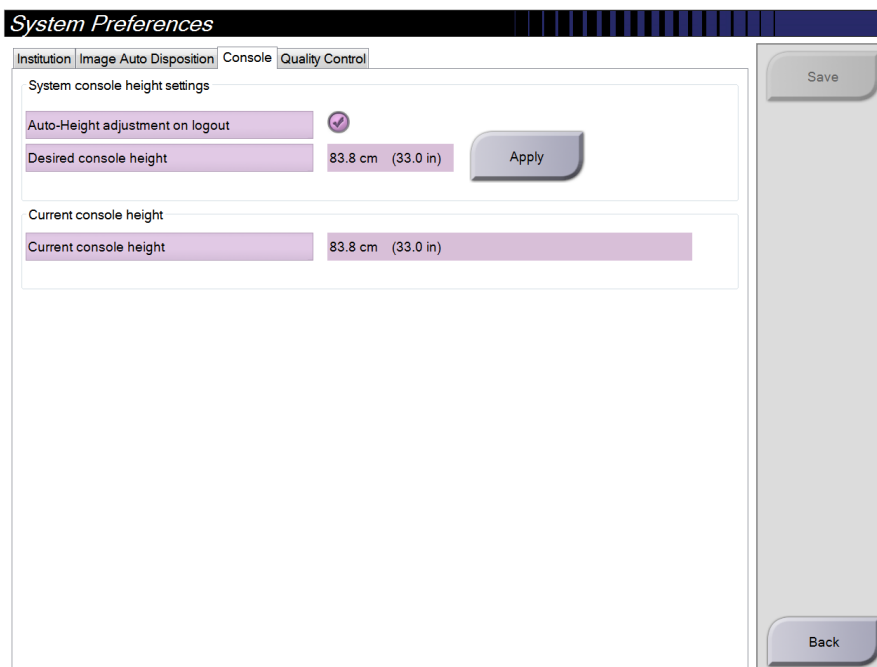 System Preferences
Institution Image Auto Disposition Console Quality Control
Save
System console height settings
Auto-Height adjustment on logout
Desired console height 83.8 cm (33.0 in) Apply
Current console height
Current console height 83.8 cm (33.0 in)
Back